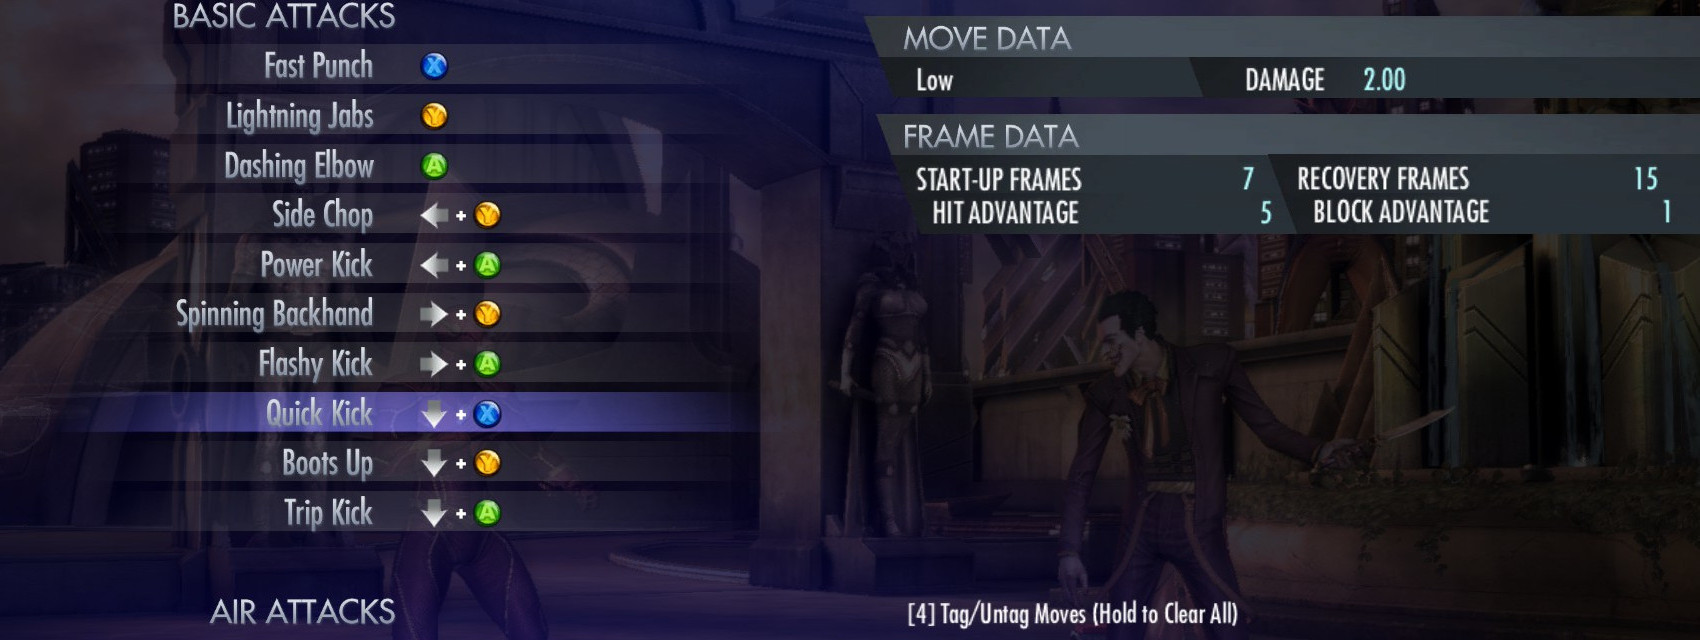 BASIC ATTACKS
Fast Punch X
Lightning Jabs Y
Dashing Elbow A
Side Chop + Y
Power Kick + A
Spinning Backhand + Y
Flashy Kick + A
Quick Kick + X
Boots Up + Y
Trip Kick + A
AIR ATTACKS
MOVE DATA
Low DAMAGE 2.00
FRAME DATA
START-UP FRAMES 7 RECOVERY FRAMES 15
HIT ADVANTAGE 5 BLOCK ADVANTAGE 1
[4] Tag/Untag Moves (Hold to Clear All)